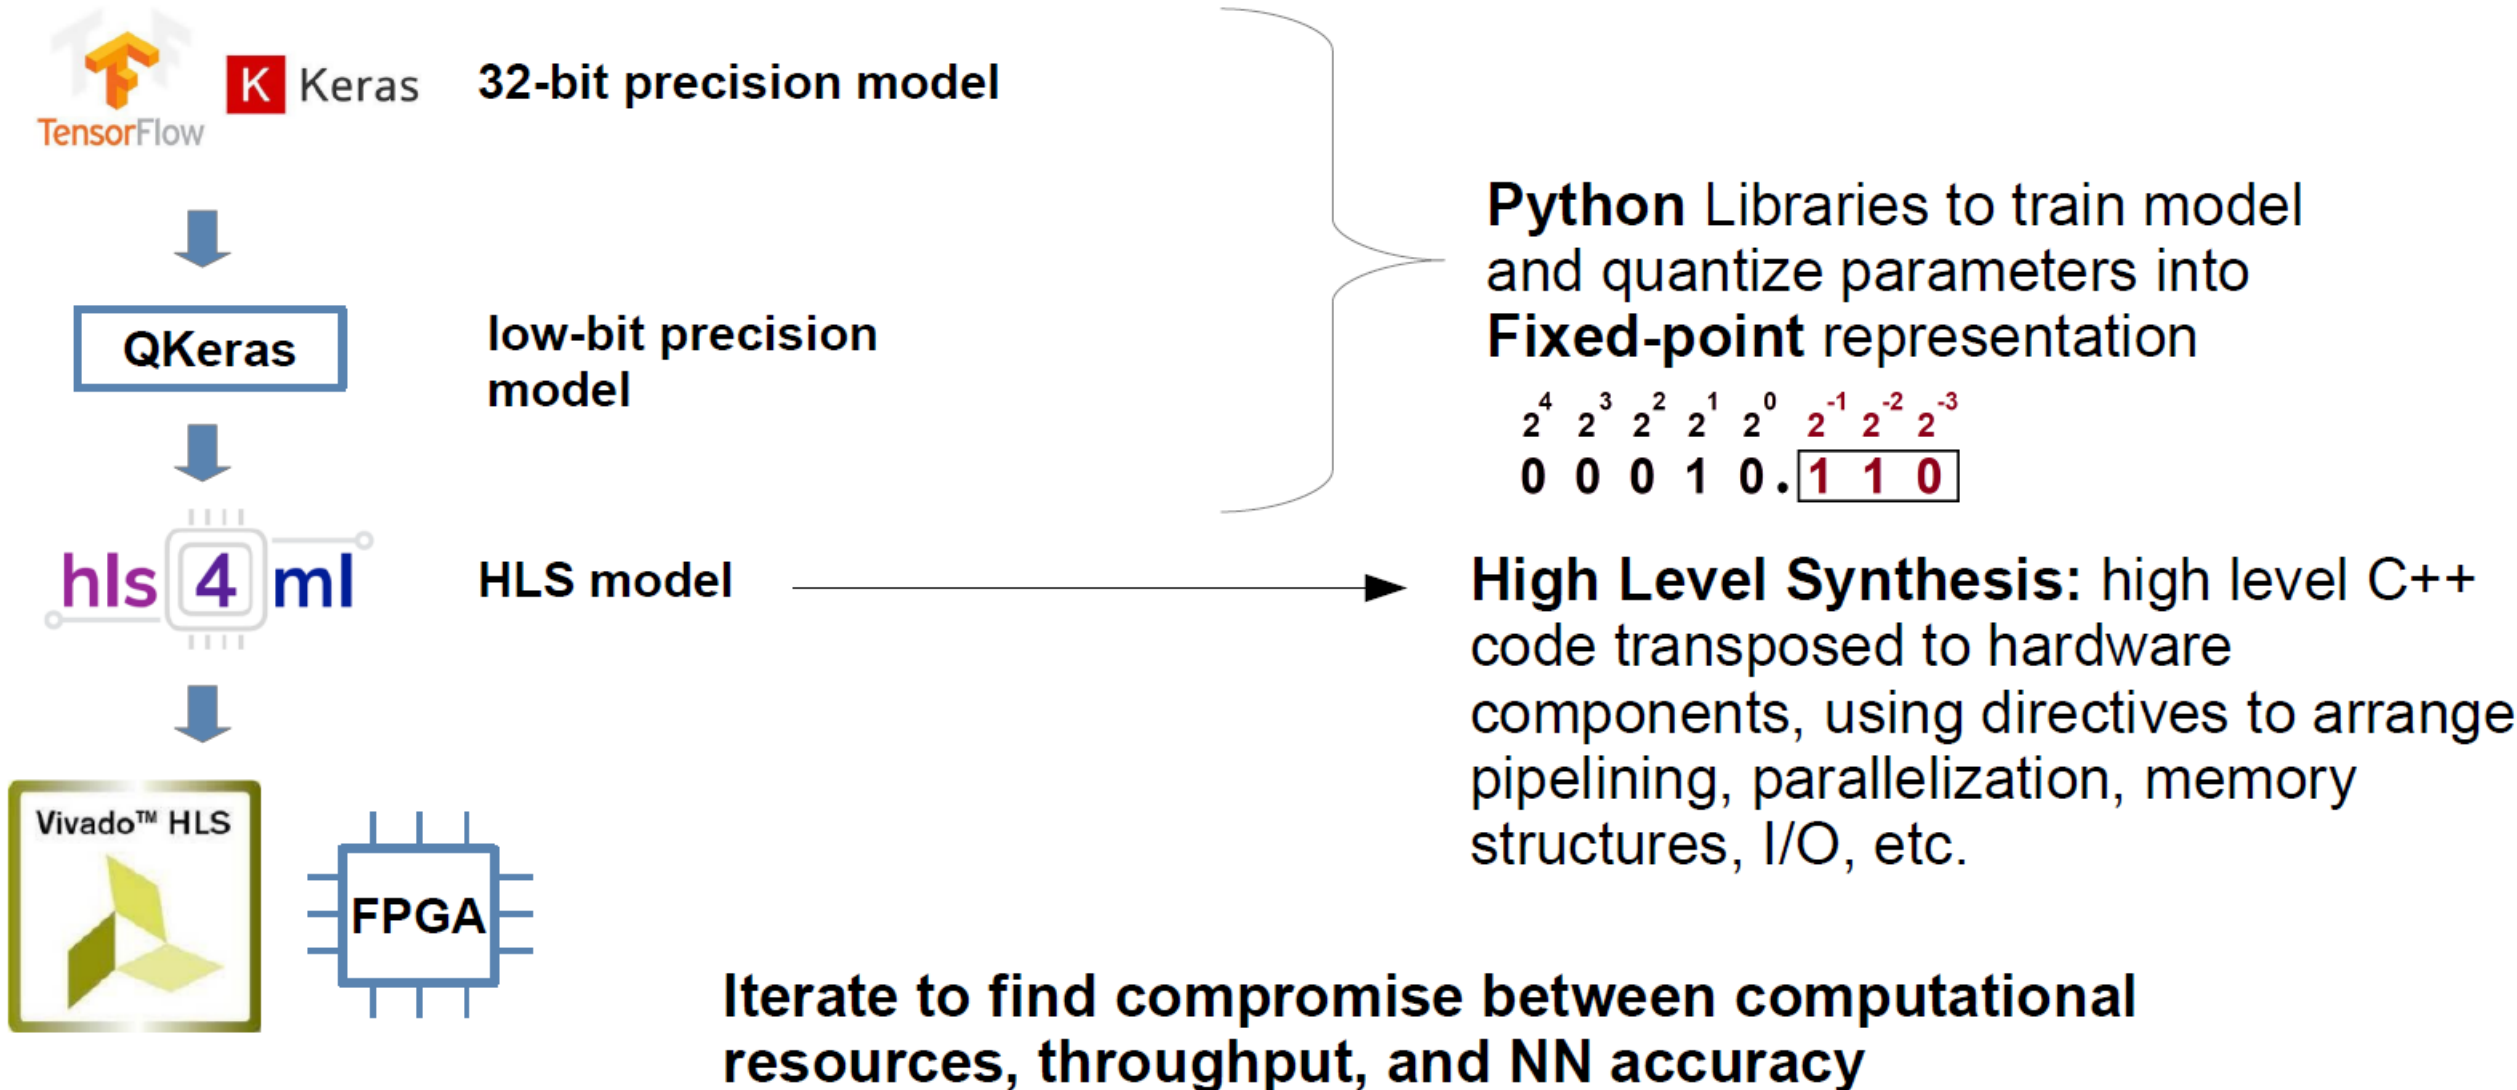 TensorFlow
K Keras
32-bit precision model
Python Libraries to train model
and quantize parameters into
Fixed-point representation
QKeras
low-bit precision
model
2^4 2^3 2^2 2^1 2^0 2^-1 2^-2 2^-3
0 0 0 1 0 . 1 1 0
hls 4 ml
HLS model
High Level Synthesis: high level C++
code transposed to hardware
components, using directives to arrange
pipelining, parallelization, memory
structures, I/O, etc.
Vivado™ HLS
FPGA
Iterate to find compromise between computational
resources, throughput, and NN accuracy